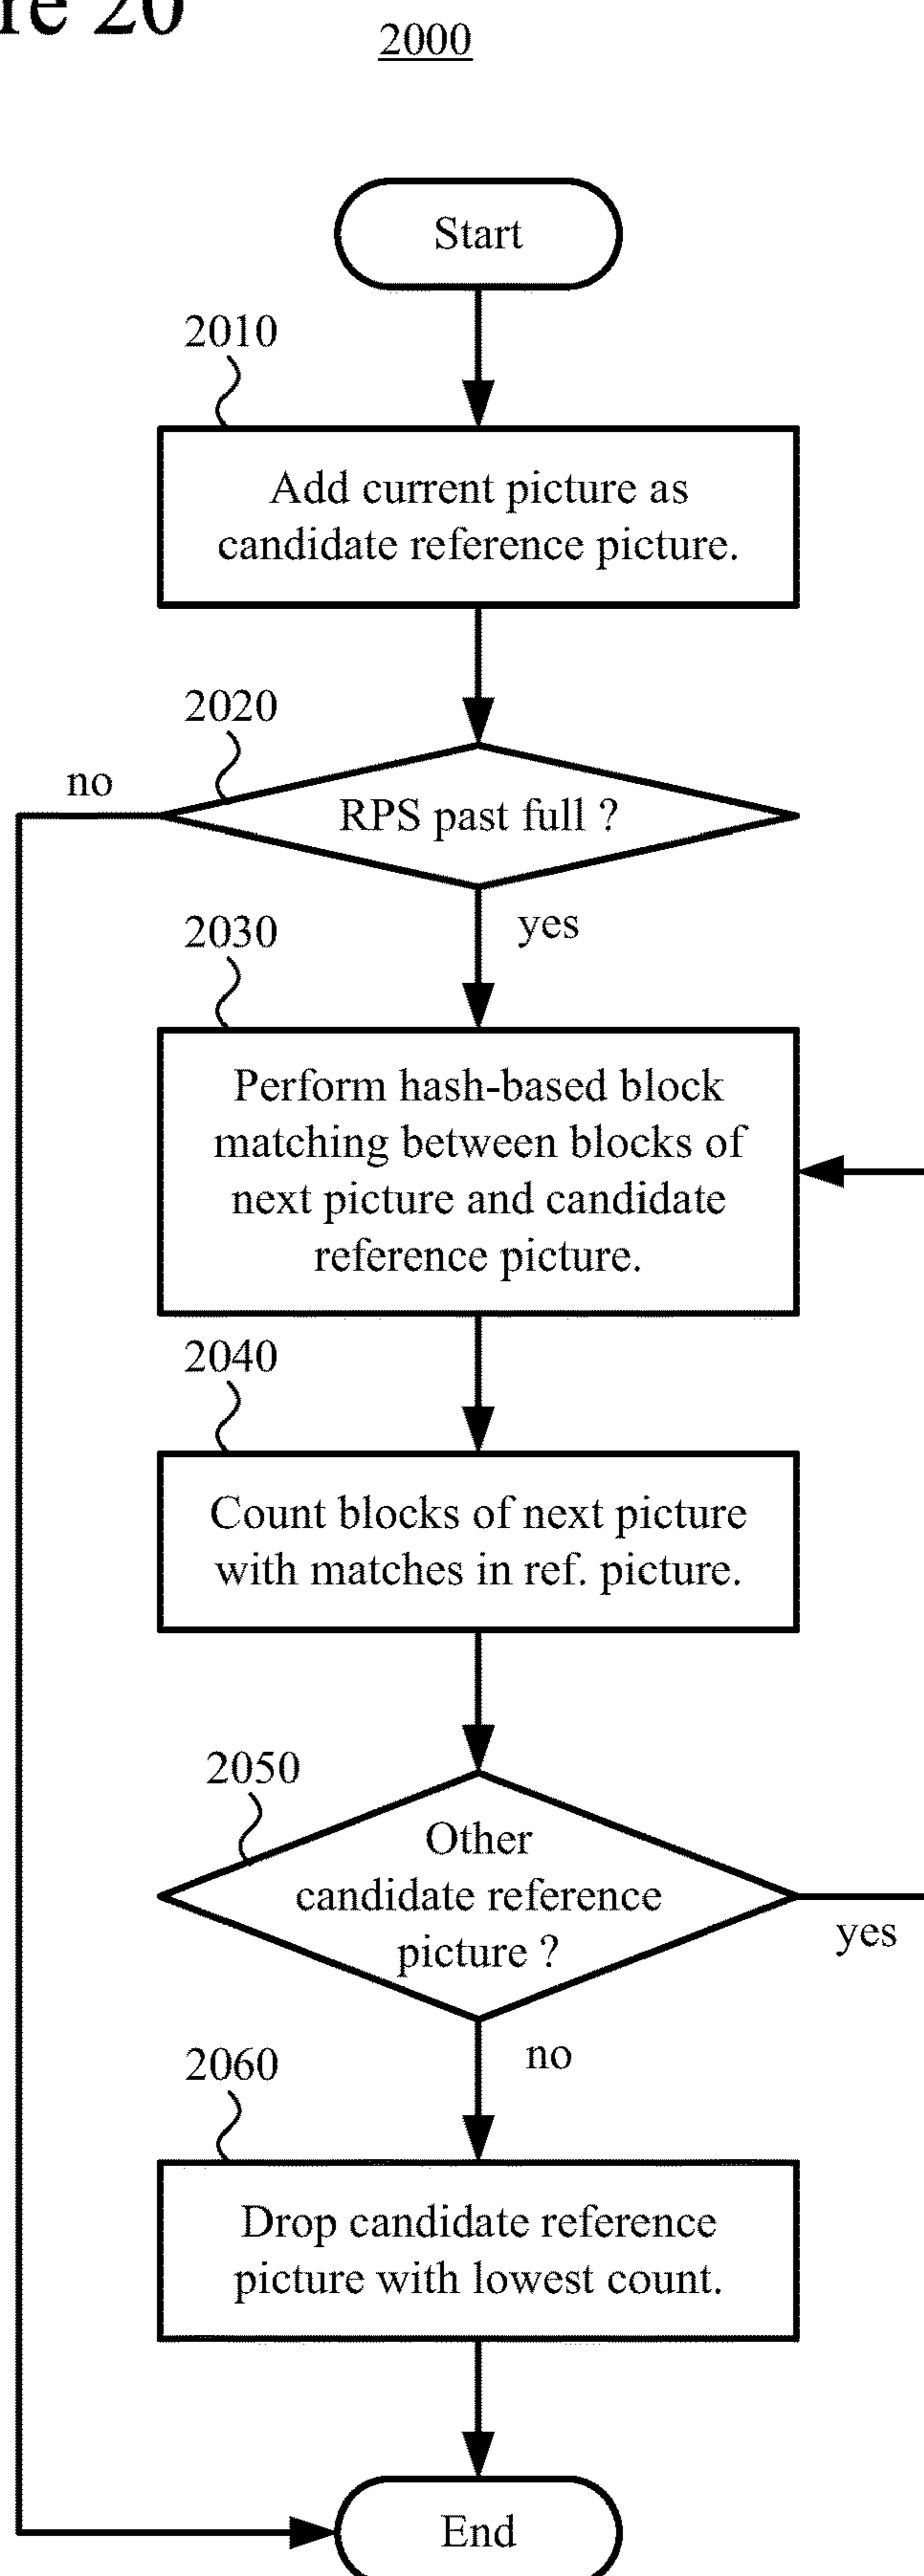 re 20
2000
Start
2010
Add current picture as
candidate reference picture.
2020
no
RPS past full ?
yes
2030
Perform hash-based block
matching between blocks of
next picture and candidate
reference picture.
2040
Count blocks of next picture
with matches in ref. picture.
2050
Other
candidate reference
picture ?
yes
no
2060
Drop candidate reference
picture with lowest count.
End